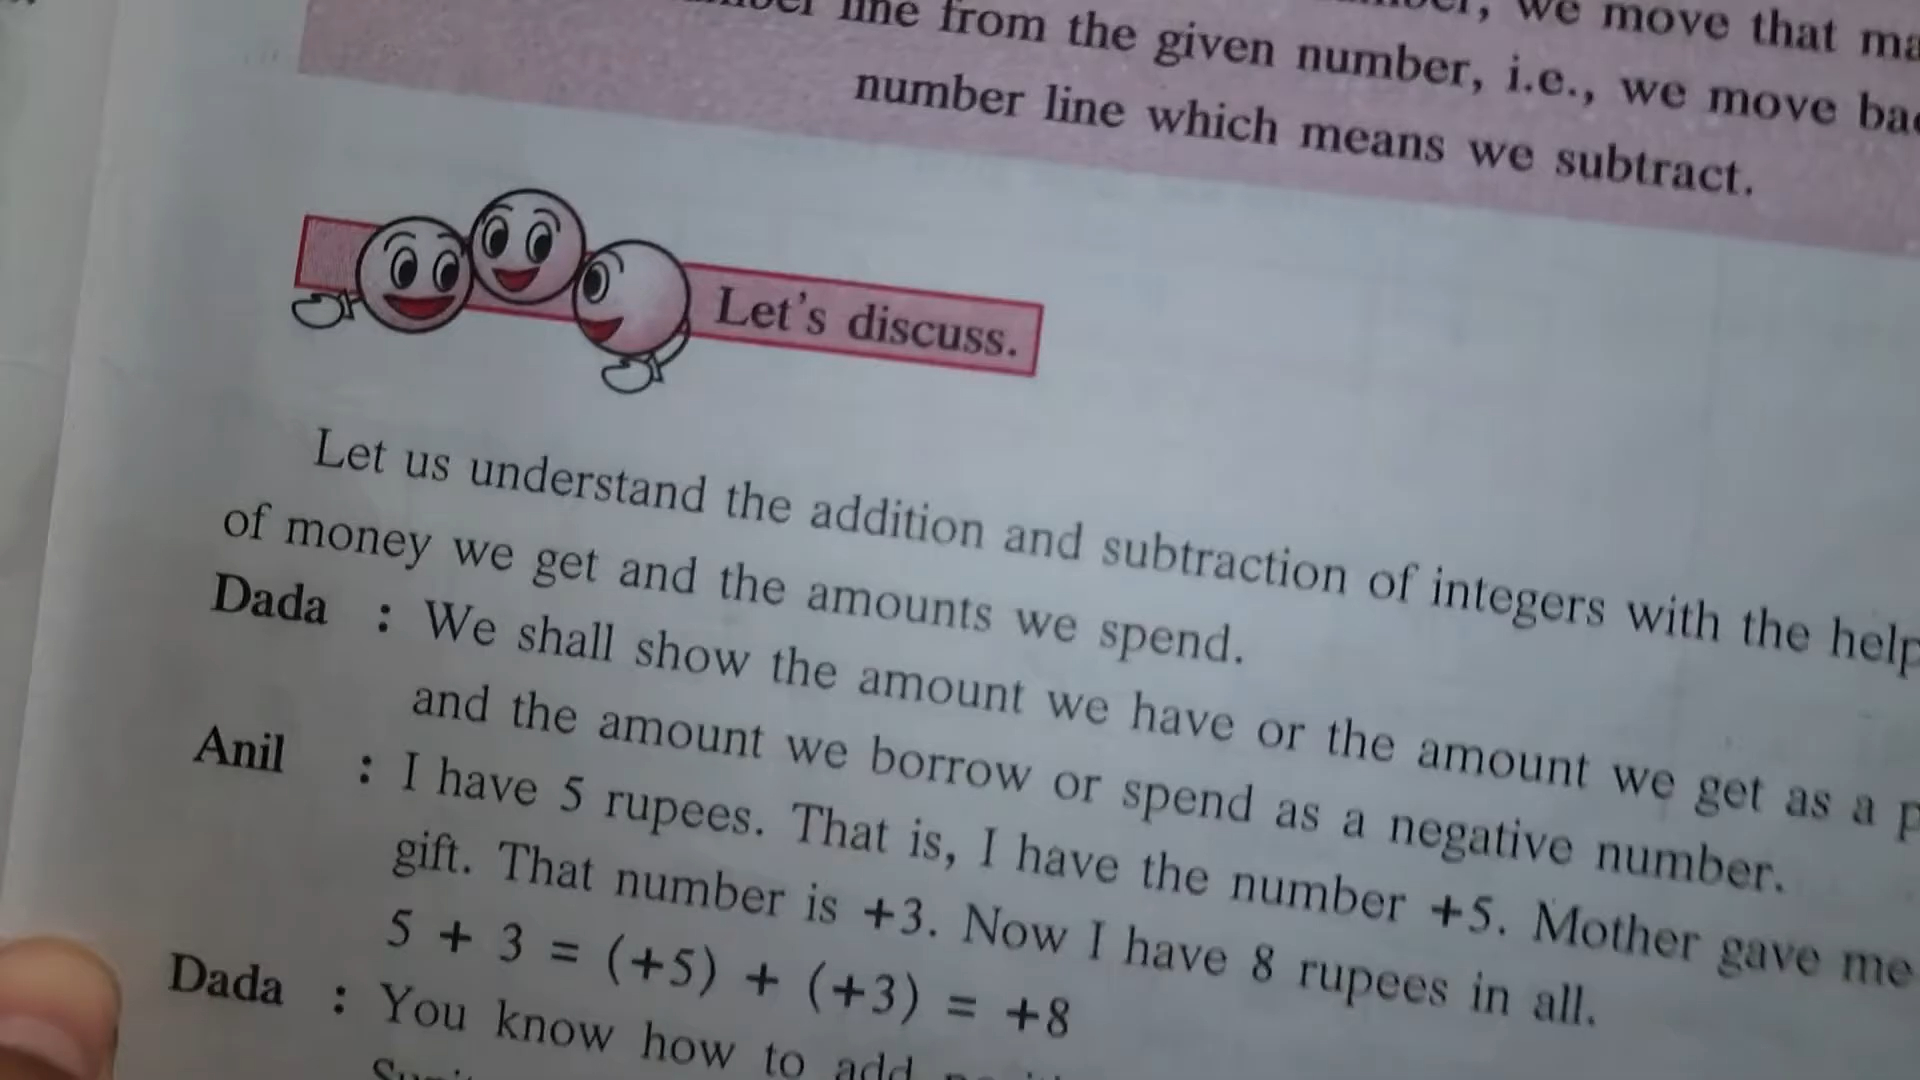 we move that
line from the given number, i.e., we move
number line which means we subtract.
Let's discuss.
Let us understand the addition and subtraction of integers with the help
of money we get and the amounts we spend.
Dada : We shall show the amount we have or the amount we get as a
and the amount we borrow or spend as a negative number.
Anil : I have 5 rupees. That is, I have the number +5. Mother gave me
gift. That number is +3. Now I have 8 rupees in all.
5 + 3 = (+5) + (+3) = +8
Dada : You know how to add